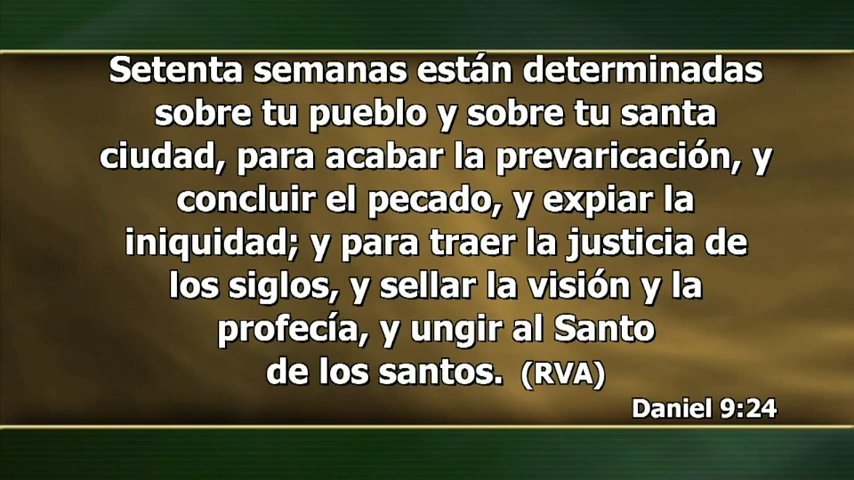 Setenta semanas están determinadas
sobre tu pueblo y sobre tu santa
ciudad, para acabar la prevaricación, y
concluir el pecado, y expiar la
iniquidad; y para traer la justicia de
los siglos, y sellar la visión y la
profecía, y ungir al Santo
de los santos. (RVA)
Daniel 9:24